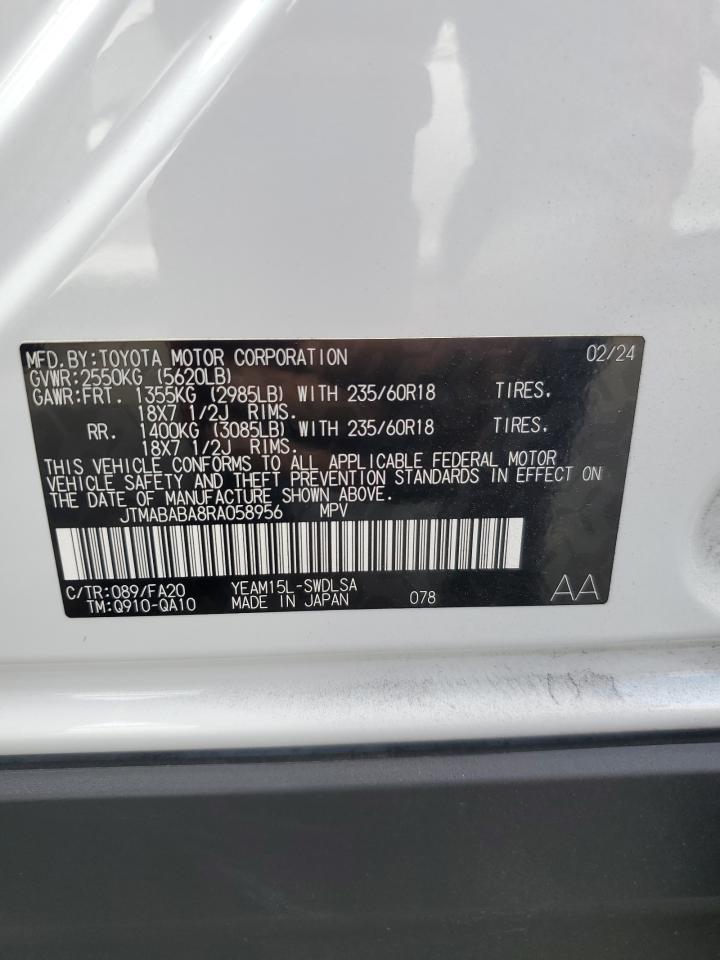 MFD.BY:TOYOTA MOTOR CORPORATION 02/24
GVWR:2550KG (5620LB)
GAWR:FRT. 1355KG (2985LB) WITH 235/60R18 TIRES.
18X7 1/2J RIMS.
RR. 1400KG (3085LB) WITH 235/60R18 TIRES.
18X7 1/2J RIMS.
THIS VEHICLE CONFORMS TO ALL APPLICABLE FEDERAL MOTOR
VEHICLE SAFETY AND THEFT PREVENTION STANDARDS IN EFFECT ON
THE DATE OF MANUFACTURE SHOWN ABOVE.
JTMABABA8RA058956 MPV
C/TR:089/FA20 YEAM15L-SWDLSA
TM:Q910-QA10 MADE IN JAPAN 078 AA